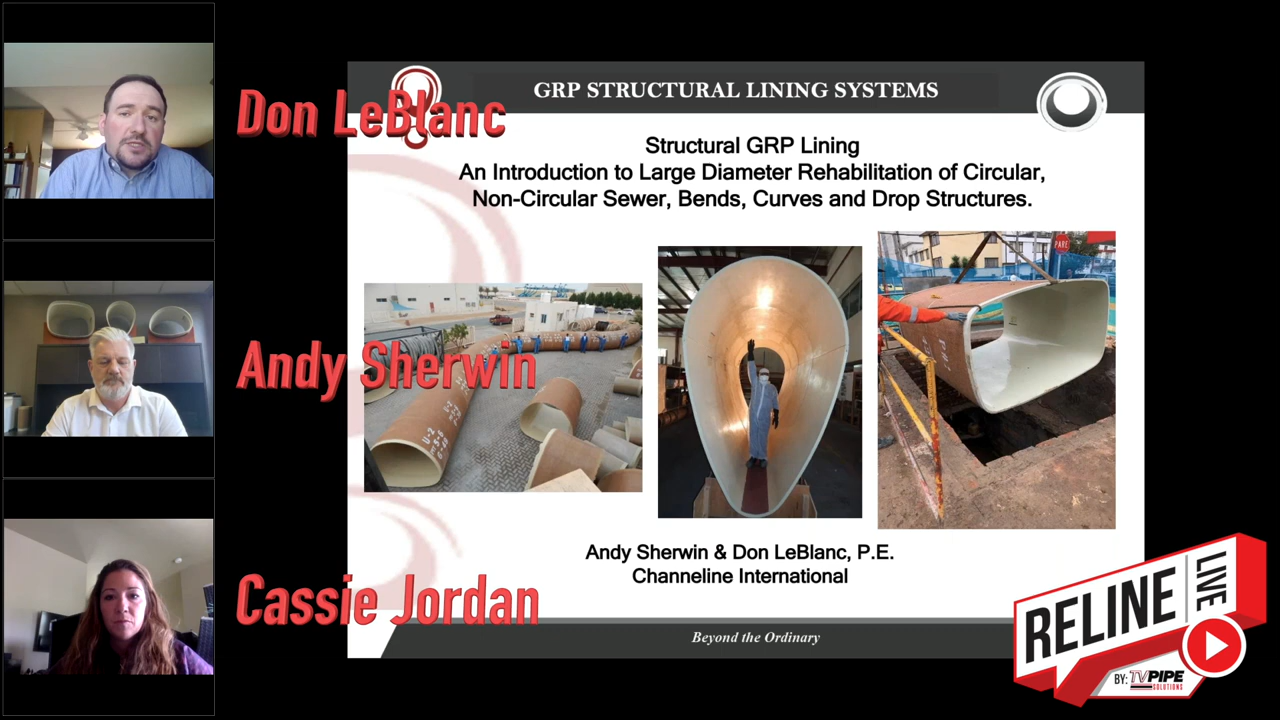 Don LeBlanc
Andy Sherwin
Cassie Jordan
GRP STRUCTURAL LINING SYSTEMS
Structural GRP Lining
An Introduction to Large Diameter Rehabilitation of Circular,
Non-Circular Sewer, Bends, Curves and Drop Structures.
PARE
Andy Sherwin & Don LeBlanc, P.E.
Channeline International
Beyond the Ordinary
RELINE
LIVE
BY: TVPIPE
SOLUTIONS